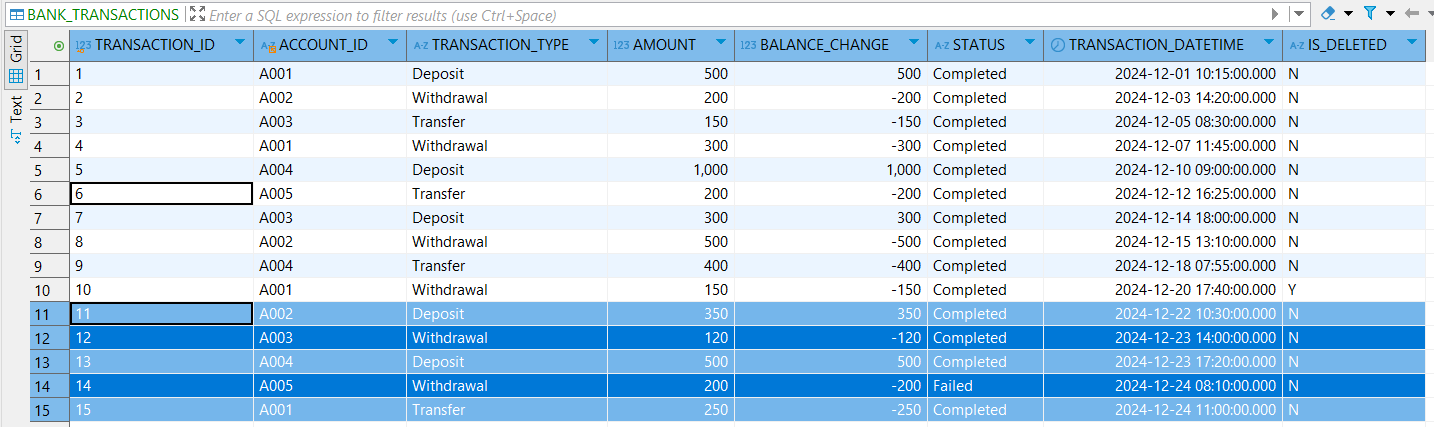 BANK_TRANSACTIONS Enter a SQL expression to filter results (use Ctrl+Space)
Grid
Text
123 TRANSACTION_ID A-Z ACCOUNT_ID A-Z TRANSACTION_TYPE 123 AMOUNT 123 BALANCE_CHANGE A-Z STATUS TRANSACTION_DATETIME A-Z IS_DELETED
1 1 A001 Deposit 500 500 Completed 2024-12-01 10:15:00.000 N
2 2 A002 Withdrawal 200 -200 Completed 2024-12-03 14:20:00.000 N
3 3 A003 Transfer 150 -150 Completed 2024-12-05 08:30:00.000 N
4 4 A001 Withdrawal 300 -300 Completed 2024-12-07 11:45:00.000 N
5 5 A004 Deposit 1,000 1,000 Completed 2024-12-10 09:00:00.000 N
6 6 A005 Transfer 200 -200 Completed 2024-12-12 16:25:00.000 N
7 7 A003 Deposit 300 300 Completed 2024-12-14 18:00:00.000 N
8 8 A002 Withdrawal 500 -500 Completed 2024-12-15 13:10:00.000 N
9 9 A004 Transfer 400 -400 Completed 2024-12-18 07:55:00.000 N
10 10 A001 Withdrawal 150 -150 Completed 2024-12-20 17:40:00.000 Y
11 11 A002 Deposit 350 350 Completed 2024-12-22 10:30:00.000 N
12 12 A003 Withdrawal 120 -120 Completed 2024-12-23 14:00:00.000 N
13 13 A004 Deposit 500 500 Completed 2024-12-23 17:20:00.000 N
14 14 A005 Withdrawal 200 -200 Failed 2024-12-24 08:10:00.000 N
15 15 A001 Transfer 250 -250 Completed 2024-12-24 11:00:00.000 N